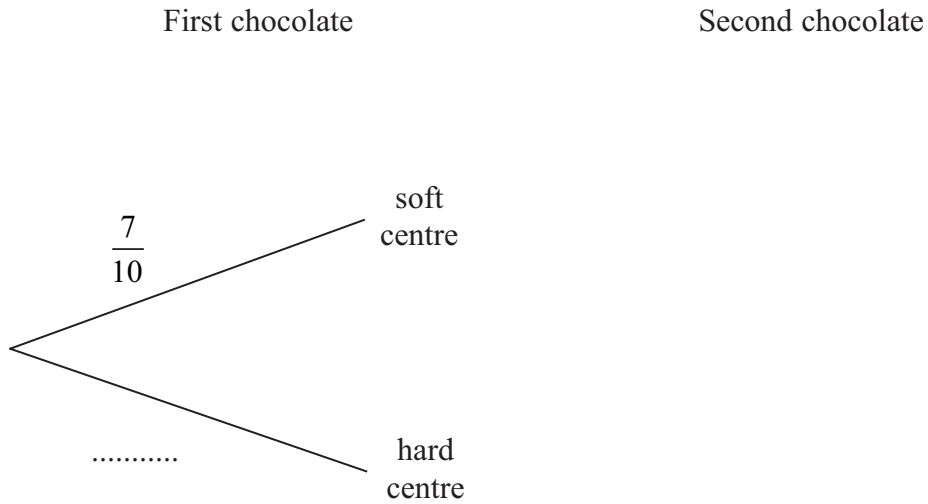 First chocolate
Second chocolate
soft
centre
7
10
...........
hard
centre